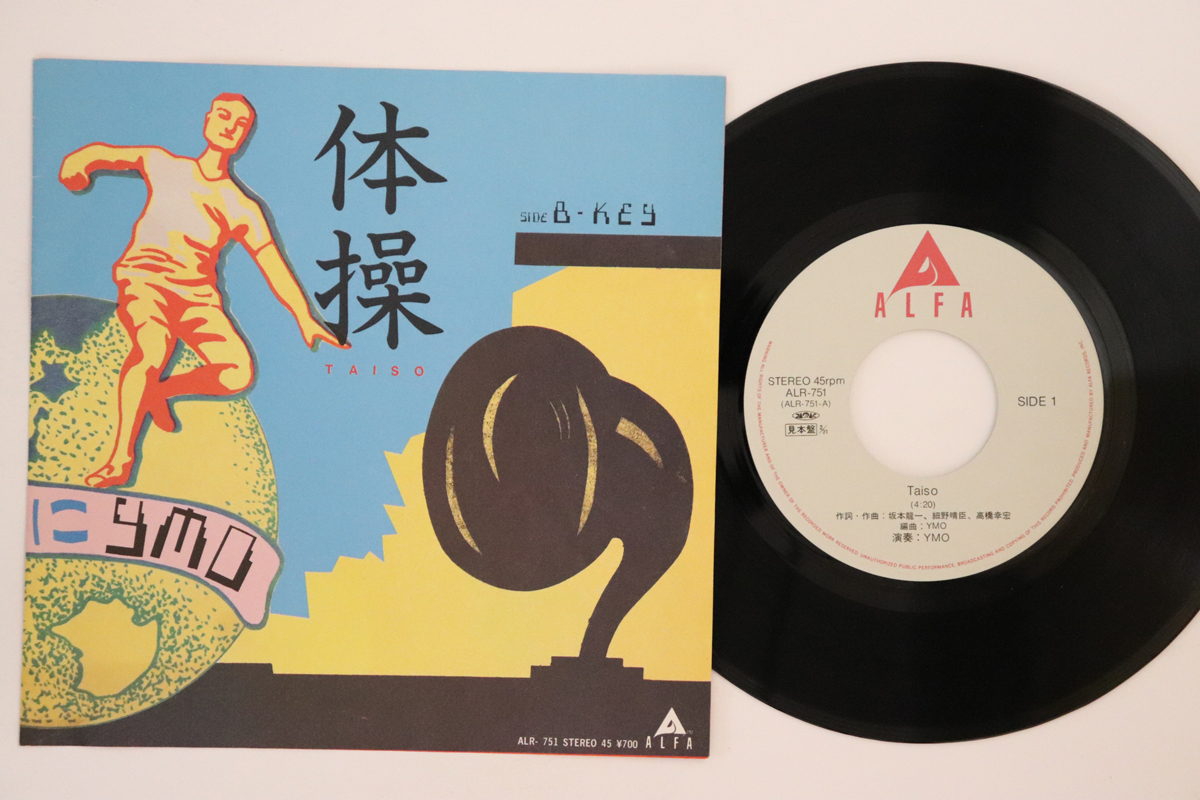 体操
TAISO
SIDE B - KEY
に YMO
ALR- 751 STEREO 45 ¥700
ALFA
ALFA
STEREO 45rpm
ALR-751
(ALR-751-A)
見本盤
SIDE 1
Taiso
(4:20)
作詞・作曲：坂本龍一、細野晴臣、高橋幸宏
編曲：YMO
演奏：YMO